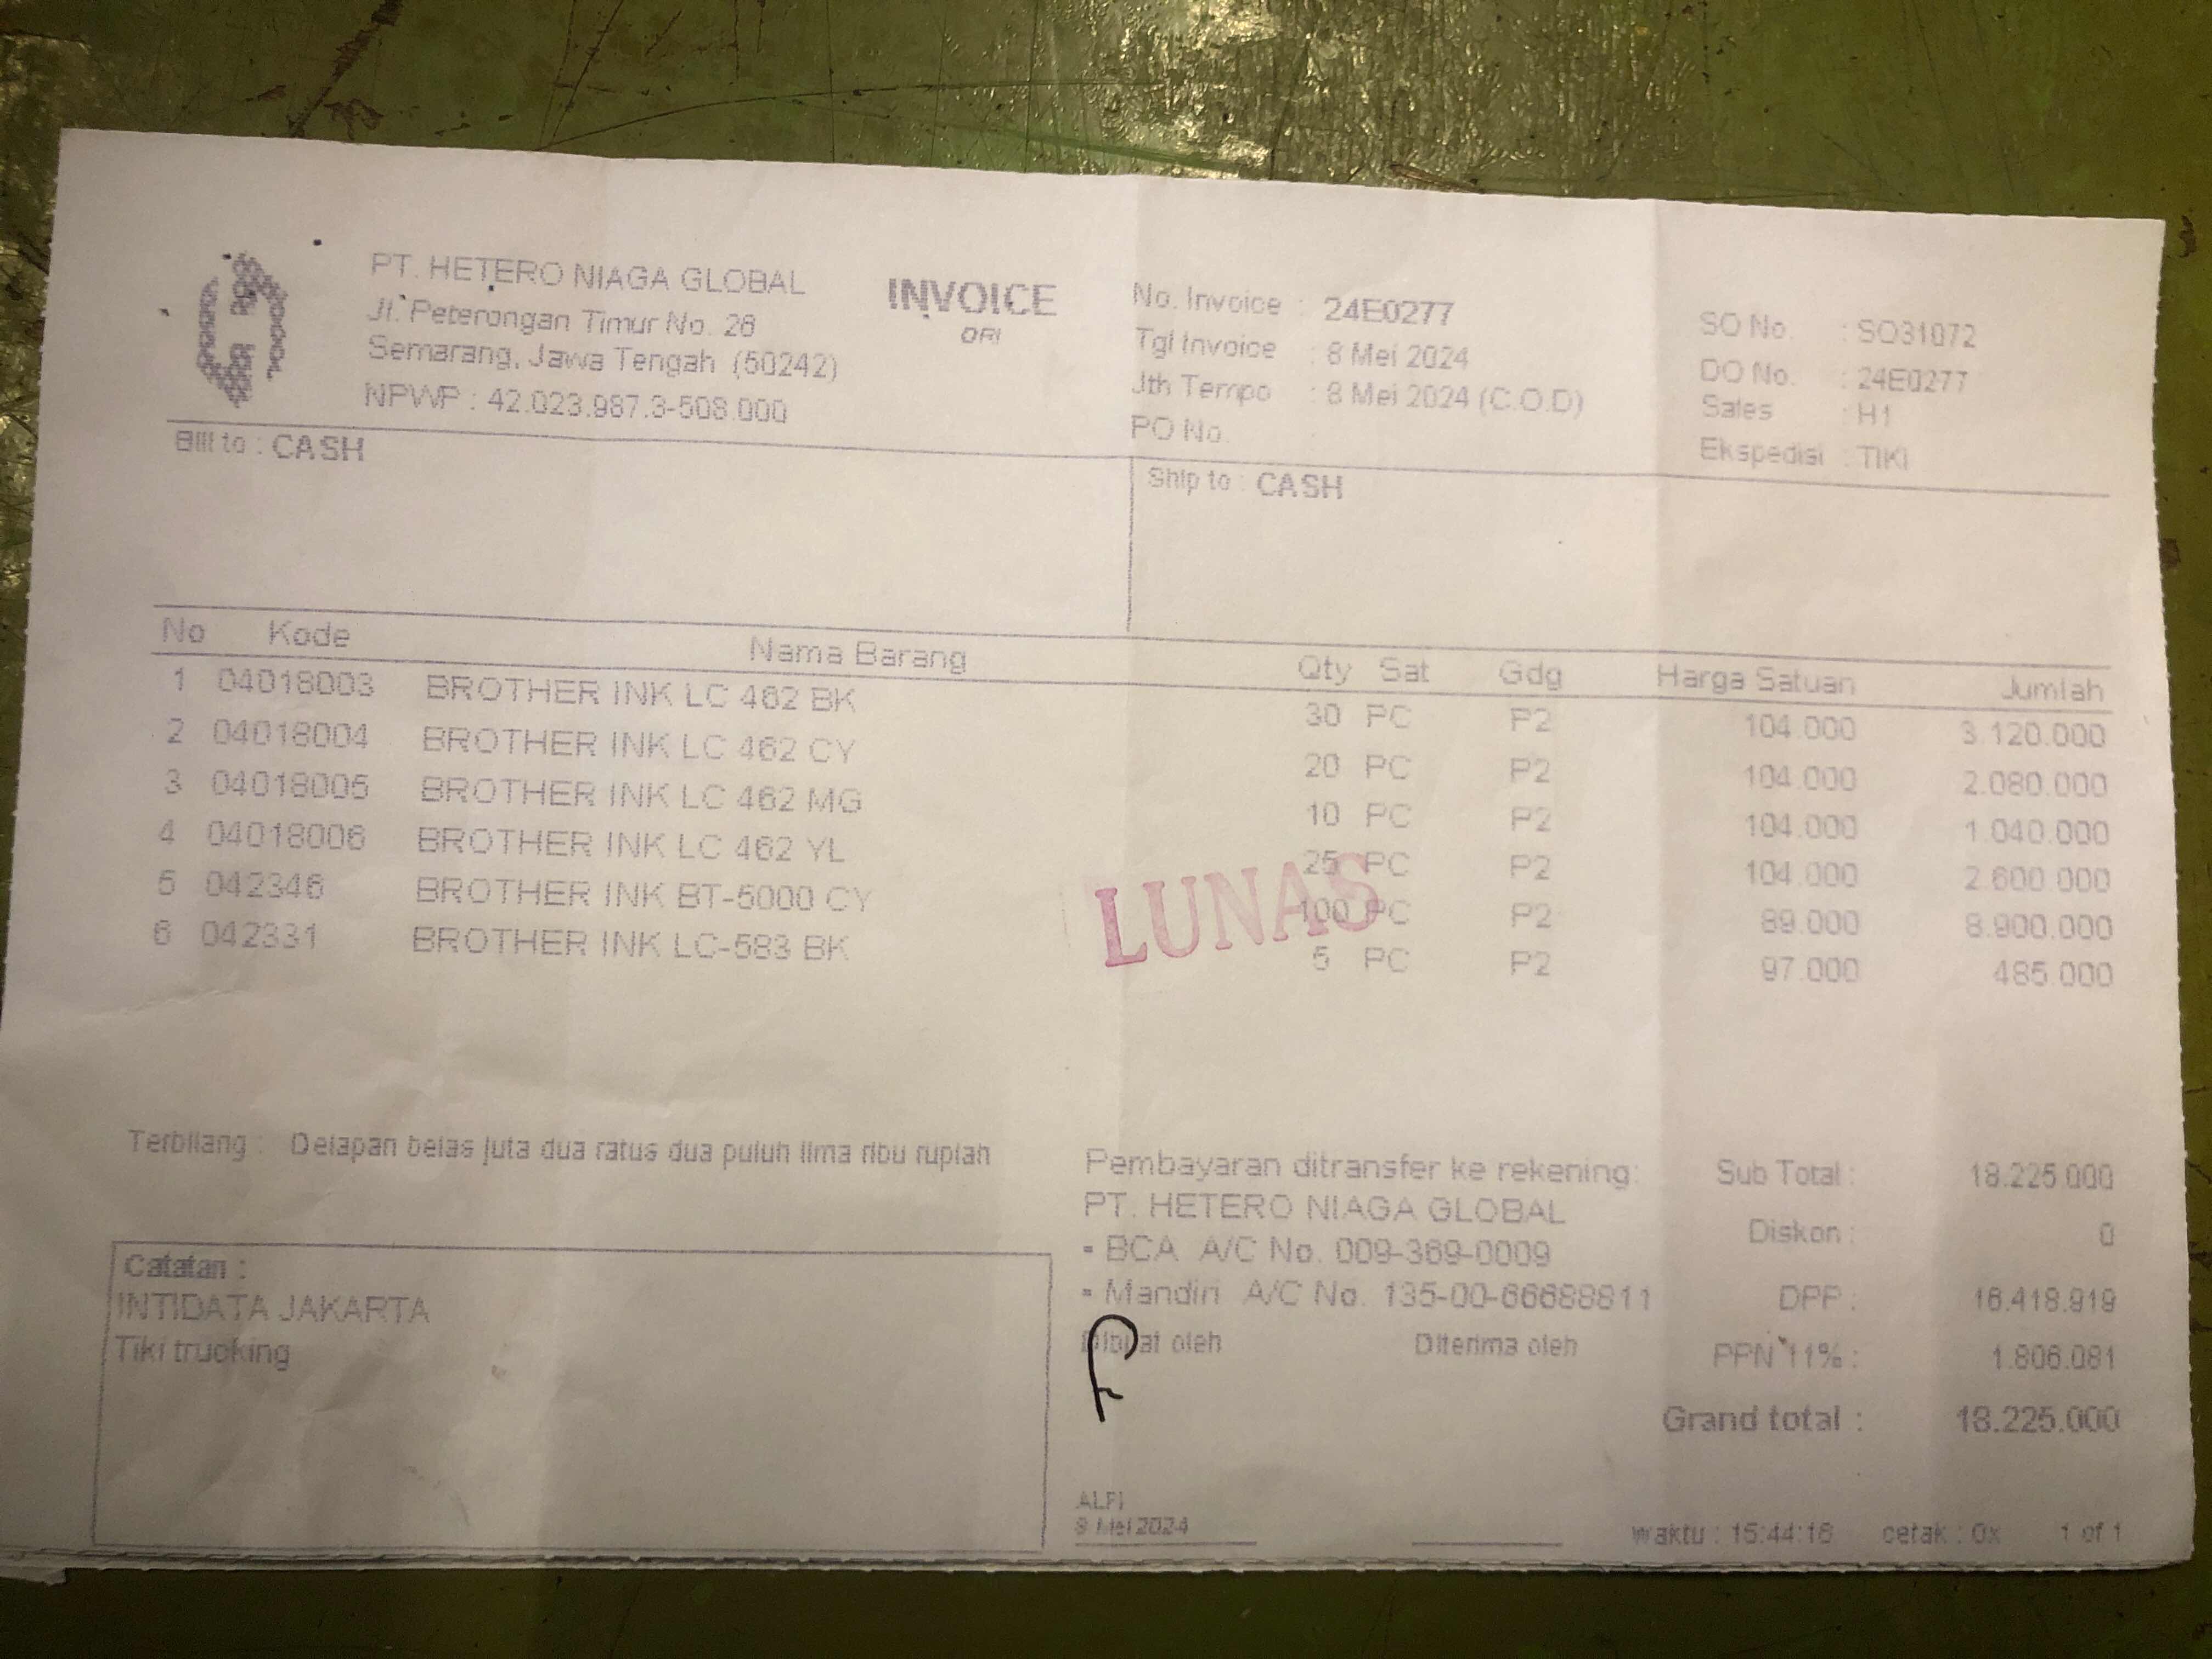 PT. HETERO NIAGA GLOBAL
Jl. Peterongan Timur No. 28
Semarang, Jawa Tengah (50242)
NPWP : 42.023.987.3-508.000
INVOICE
ORI
No. Invoice : 24E0277
Tgl Invoice : 8 Mei 2024
Jth Tempo : 8 Mei 2024 (C.O.D)
PO No.
SO No. : SO31072
DO No. : 24E0277
Sales : H1
Ekspedisi : TIKI
Bill to : CASH
Ship to : CASH
No Kode Nama Barang Qty Sat Gdg Harga Satuan Jumlah
1 04018003 BROTHER INK LC 462 BK 30 PC P2 104.000 3.120.000
2 04018004 BROTHER INK LC 462 CY 20 PC P2 104.000 2.080.000
3 04018005 BROTHER INK LC 462 MG 10 PC P2 104.000 1.040.000
4 04018006 BROTHER INK LC 462 YL 25 PC P2 104.000 2.600.000
5 042346 BROTHER INK BT-5000 CY 100 PC P2 89.000 8.900.000
6 042331 BROTHER INK LC-583 BK 5 PC P2 97.000 485.000
LUNAS
Terbilang : Delapan belas juta dua ratus dua puluh lima ribu rupiah
Pembayaran ditransfer ke rekening:
PT. HETERO NIAGA GLOBAL
- BCA A/C No. 009-369-0009
- Mandiri A/C No. 135-00-66688811
Sub Total : 18.225.000
Diskon : 0
DPP : 16.418.919
PPN 11% : 1.806.081
Grand total : 18.225.000
Catatan :
INTIDATA JAKARTA
Tiki trucking
Dibuat oleh
Diterima oleh
ALFI
8 Mei 2024
waktu : 15:44:16 cetak : 0x 1 of 1